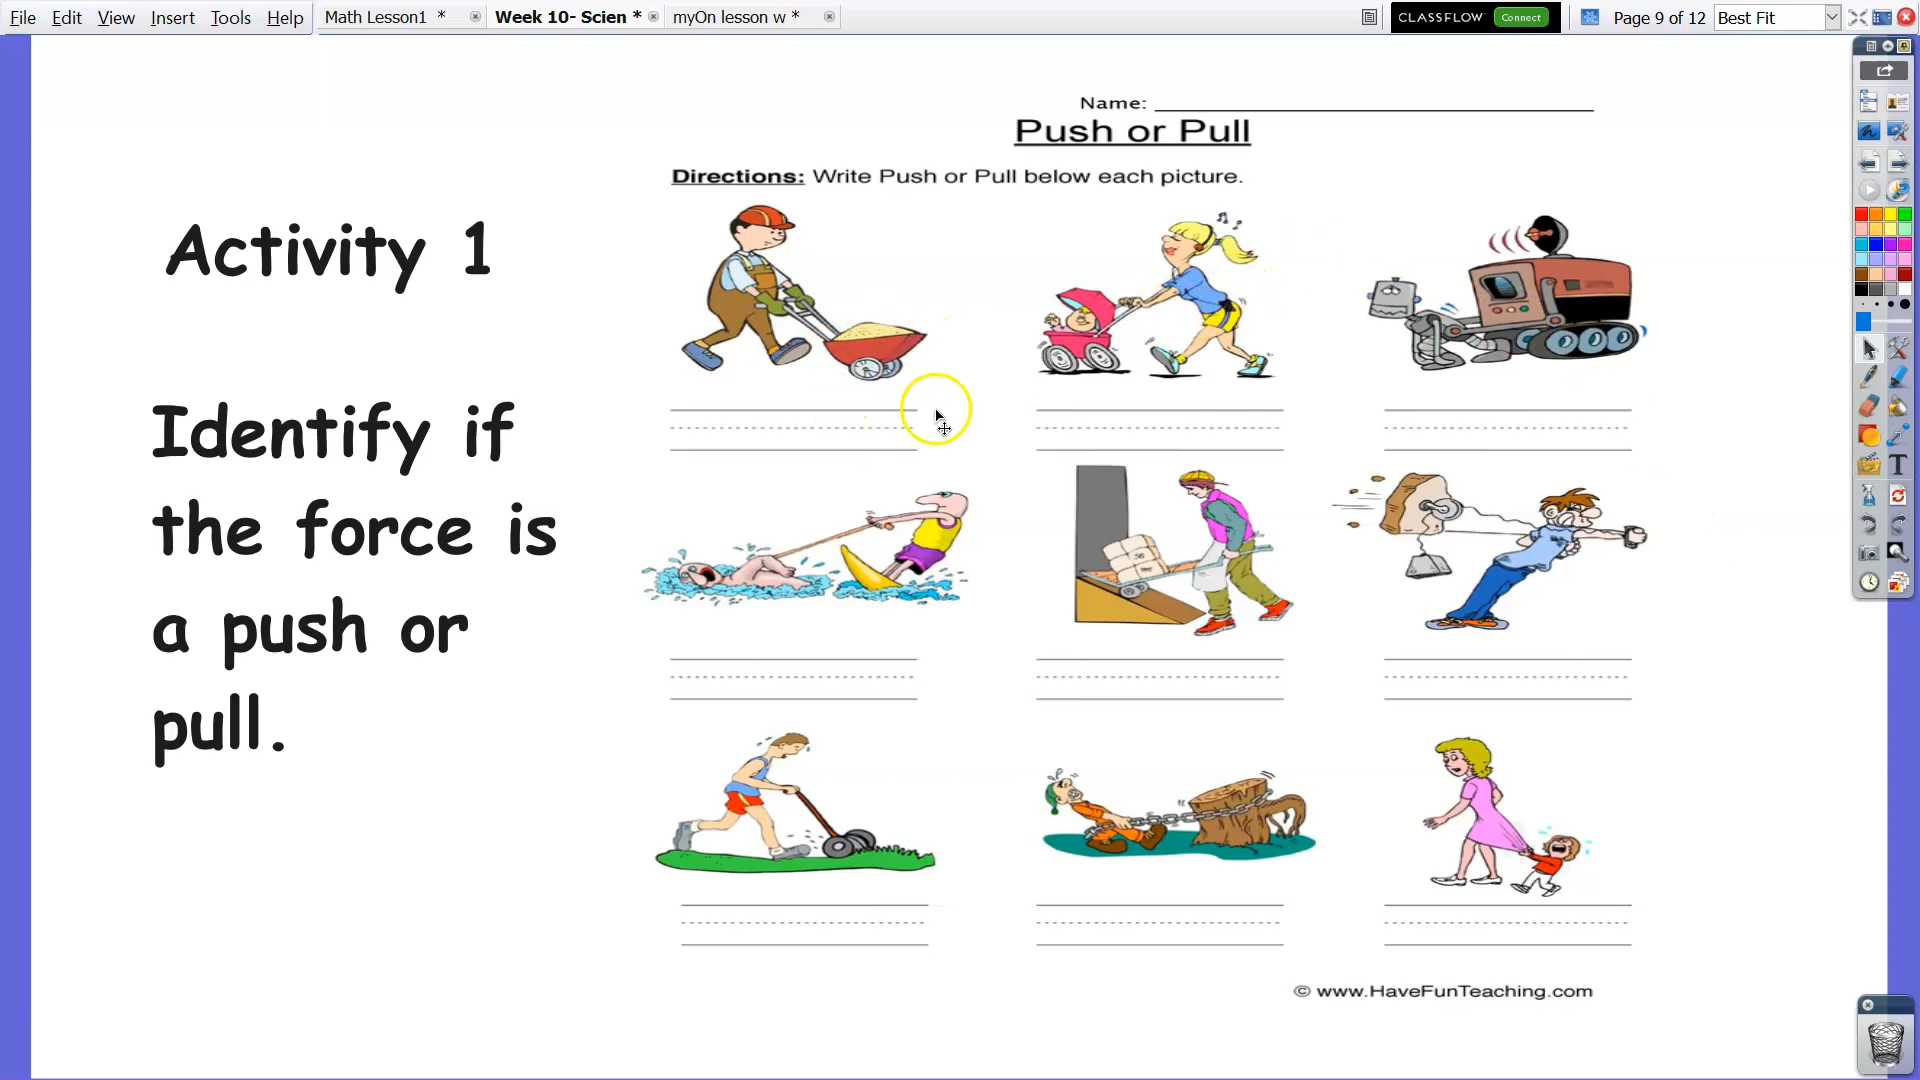 File Edit View Insert Tools Help Math Lesson1 * Week 10- Scien * myOn lesson w * CLASSFLOW Connect Page 9 of 12 Best Fit
Name:
Push or Pull
Directions: Write Push or Pull below each picture.
Activity 1
Identify if
the force is
a push or
pull.
© www.HaveFunTeaching.com